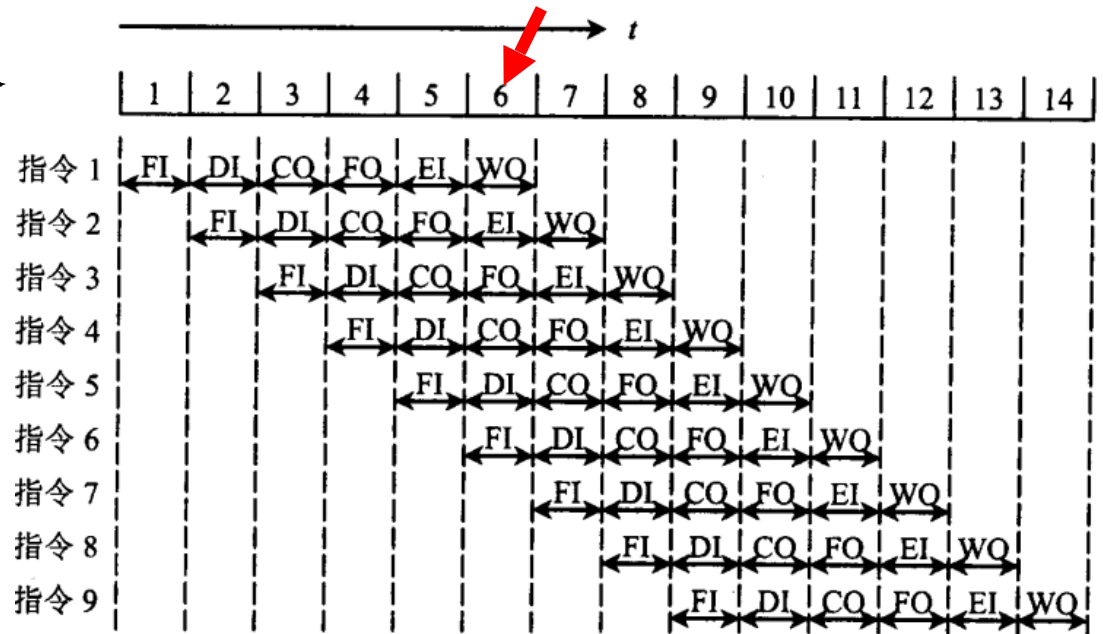 t
1 2 3 4 5 6 7 8 9 10 11 12 13 14
指令 1 FI DI CO FO EI WO
指令 2 FI DI CO FO EI WO
指令 3 FI DI CO FO EI WO
指令 4 FI DI CO FO EI WO
指令 5 FI DI CO FO EI WO
指令 6 FI DI CO FO EI WO
指令 7 FI DI CO FO EI WO
指令 8 FI DI CO FO EI WO
指令 9 FI DI CO FO EI WO